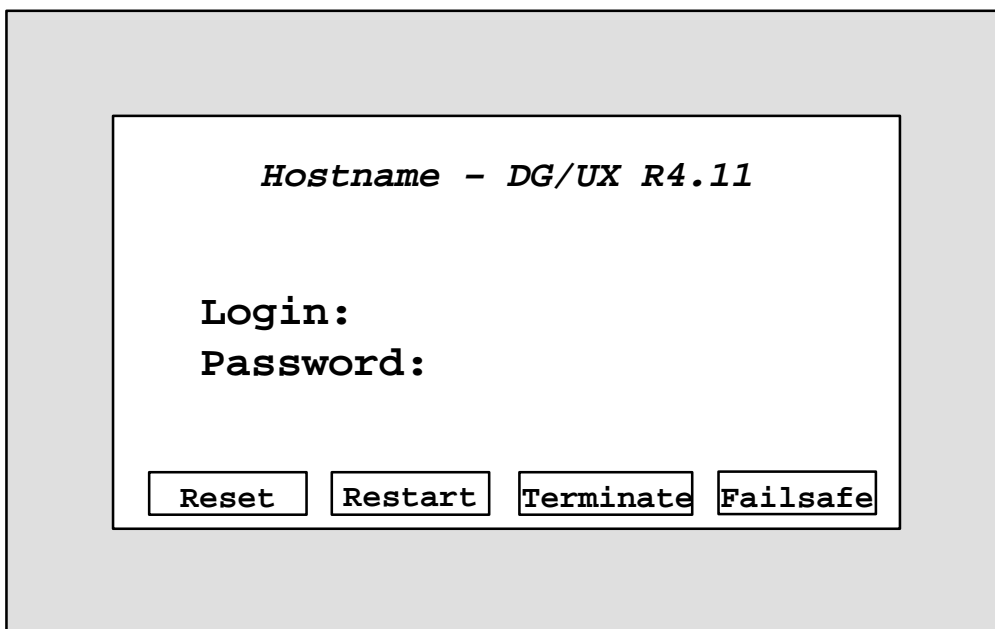 Hostname – DG/UX R4.11
Login:
Password:
Reset Restart Terminate Failsafe